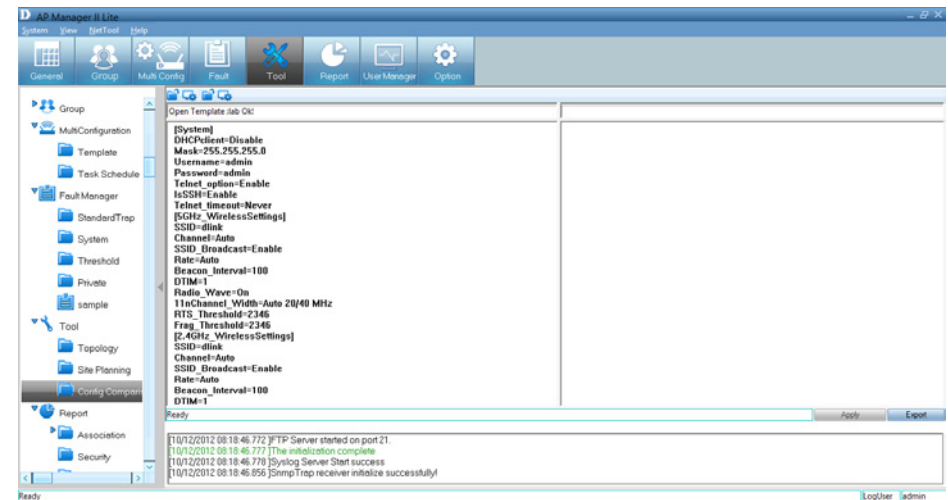 D AP Manager II Lite
System View NetTool Help
General Group Multi Config Fault Tool Report User Manager Option
Group
MultiConfiguration
Template
Task Schedule
FaultManager
StandardTrap
System
Threshold
Private
sample
Tool
Topology
Site Planning
Config Compari
Report
Association
Security
Open Template :lab Ok!
[System]
DHCPclient=Disable
Mask=255.255.255.0
Username=admin
Password=admin
Telnet_option=Enable
IsSSH=Enable
Telnet_timeout=Never
[5GHz_WirelessSettings]
SSID=dlink
Channel=Auto
SSID_Broadcast=Enable
Rate=Auto
Beacon_Interval=100
DTIM=1
Radio_Wave=On
11nChannel_Width=Auto 20/40 MHz
RTS_Threshold=2346
Frag_Threshold=2346
[2.4GHz_WirelessSettings]
SSID=dlink
Channel=Auto
SSID_Broadcast=Enable
Rate=Auto
Beacon_Interval=100
DTIM=1
Ready
Apply Export
[10/12/2012 08:18:46.772 ]FTP Server started on port 21.
[10/12/2012 08:18:46.777 ]The initialization complete
[10/12/2012 08:18:46.778 ]Syslog Server Start success
[10/12/2012 08:18:46.856 ]SnmpTrap receiver initialize successfully!
Ready LogUser admin